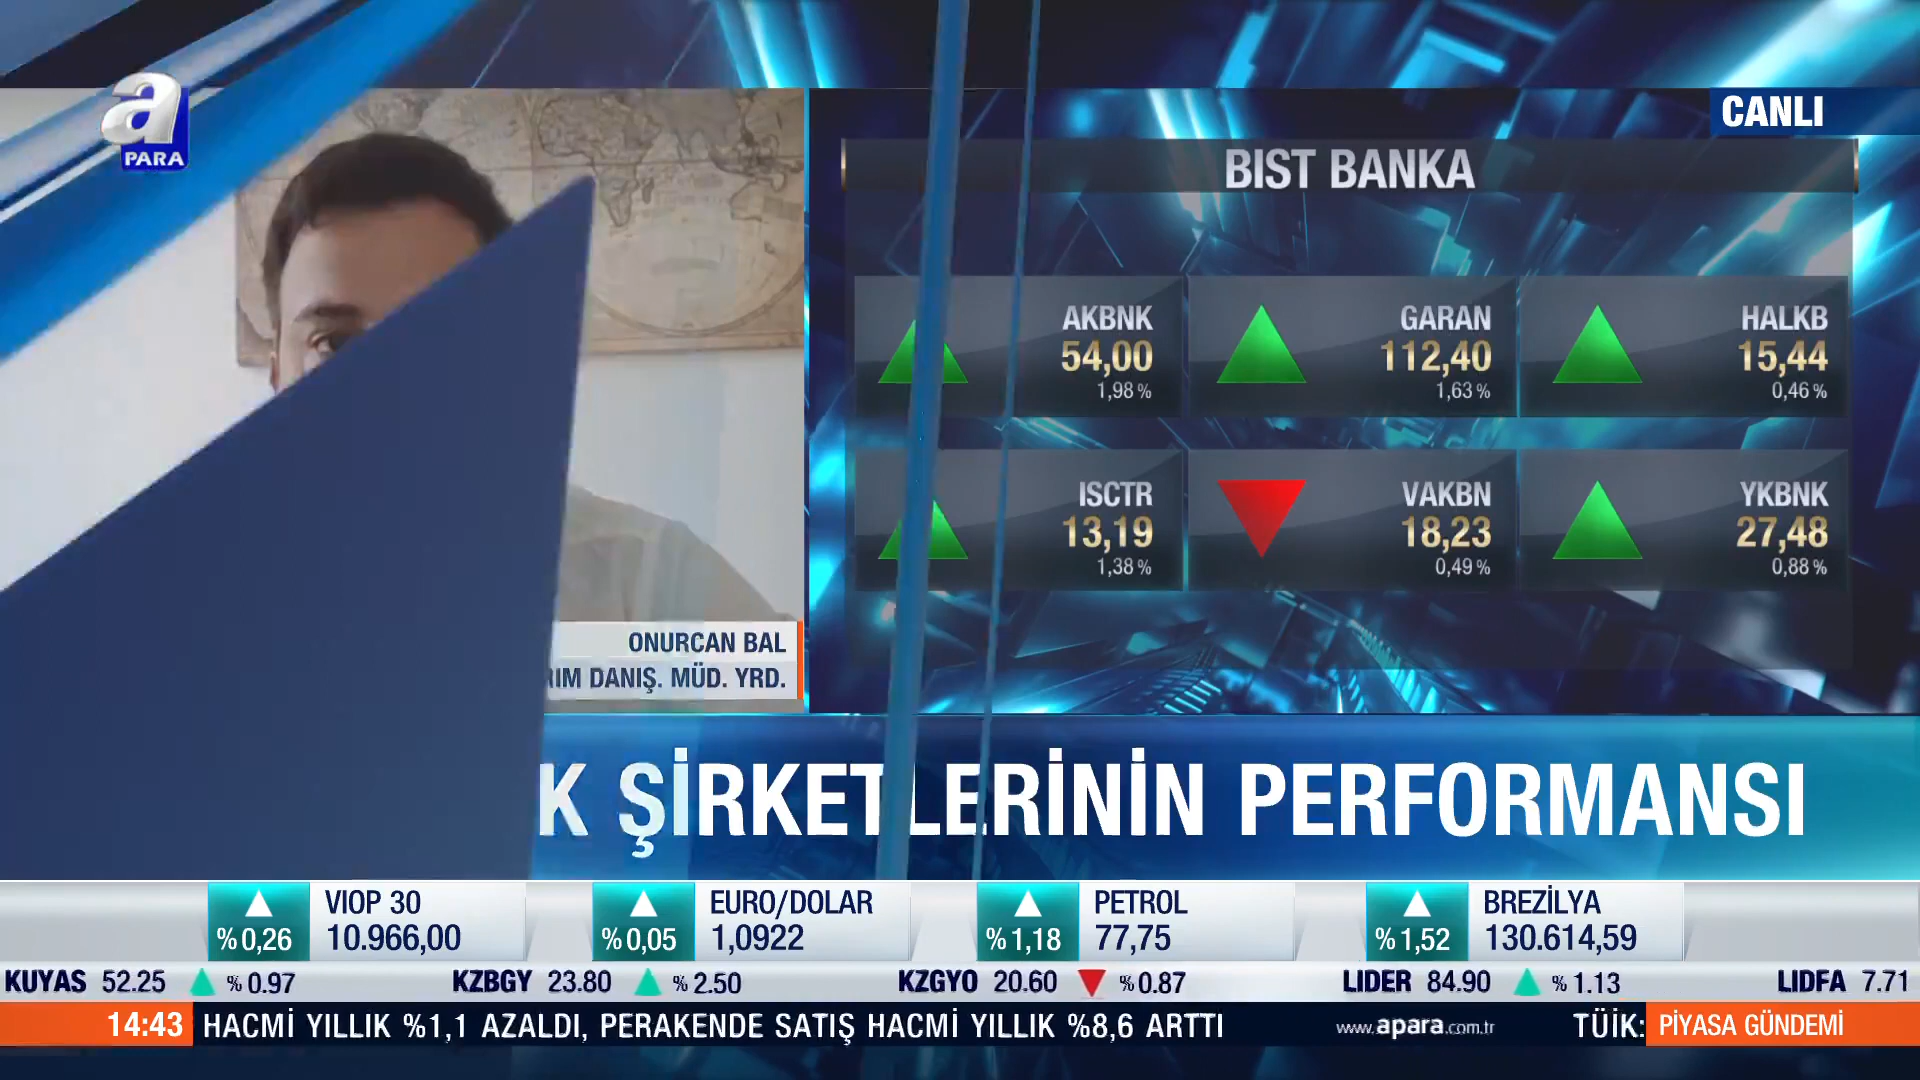 a
PARA
CANLI
BIST BANKA
AKBNK
54,00
1,98 %
GARAN
112,40
1,63 %
HALKB
15,44
0,46 %
ISCTR
13,19
1,38 %
VAKBN
18,23
0,49 %
YKBNK
27,48
0,88 %
ONURCAN BAL
DANIŞ. MÜD. YRD.
ŞİRKETLERİNİN PERFORMANSI
VIOP 30
%0,26 10.966,00
EURO/DOLAR
%0,05 1,0922
PETROL
%1,18 77,75
BREZİLYA
%1,52 130.614,59
KUYAS 52.25 % 0.97 KZBGY 23.80 % 2.50 KZGYO 20.60 % 0.87 LIDER 84.90 % 1.13 LIDFA 7.71
14:43 HACMİ YILLIK %1,1 AZALDI, PERAKENDE SATIŞ HACMİ YILLIK %8,6 ARTTI www.apara.com.tr TÜİK: PİYASA GÜNDEMİ